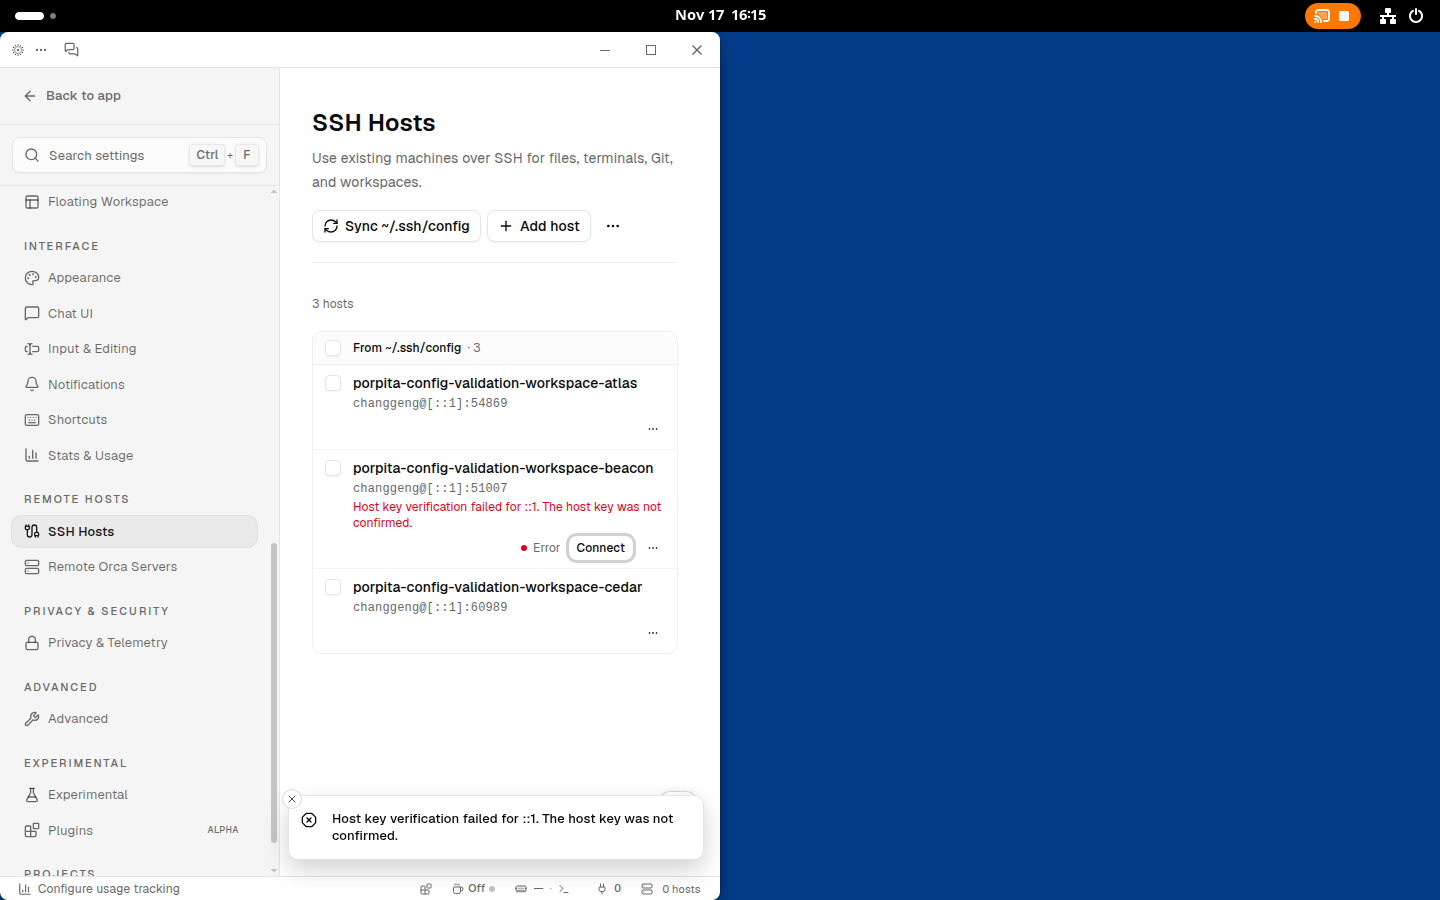 Nov 17 16:15
Back to app
Search settings Ctrl + F
Floating Workspace
INTERFACE
Appearance
Chat UI
Input & Editing
Notifications
Shortcuts
Stats & Usage
REMOTE HOSTS
SSH Hosts
Remote Orca Servers
PRIVACY & SECURITY
Privacy & Telemetry
ADVANCED
Advanced
EXPERIMENTAL
Experimental
Plugins ALPHA
PROJECTS
SSH Hosts
Use existing machines over SSH for files, terminals, Git,
and workspaces.
Sync ~/.ssh/config Add host
3 hosts
From ~/.ssh/config · 3
porpita-config-validation-workspace-atlas
changgeng@[::1]:54869
porpita-config-validation-workspace-beacon
changgeng@[::1]:51007
Host key verification failed for ::1. The host key was not
confirmed.
Error Connect
porpita-config-validation-workspace-cedar
changgeng@[::1]:60989
Host key verification failed for ::1. The host key was not
confirmed.
Configure usage tracking Off — · 0 0 hosts